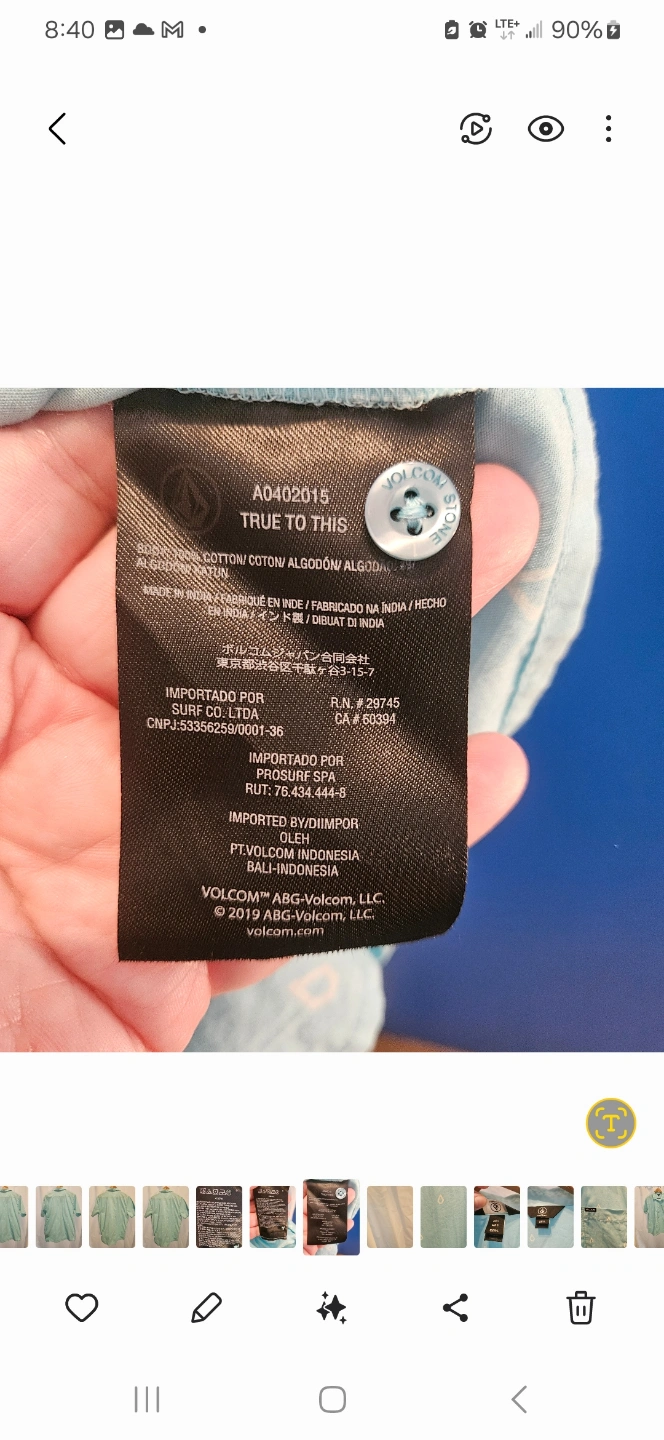 8:40
LTE+
90%
A0402015
TRUE TO THIS
VOLCOM STONE
100% COTTON/ COTON/ ALGODÓN/
ALGODÓN/ KATUN
MADE IN INDIA / FABRIQUÉ EN INDE / FABRICADO NA ÍNDIA / HECHO
EN INDIA / インド製 / DIBUAT DI INDIA
ボルコムジャパン合同会社
東京都渋谷区千駄ヶ谷3-15-7
IMPORTADO POR
SURF CO. LTDA
CNPJ:53356259/0001-36
R.N. # 29745
CA # 60394
IMPORTADO POR
PROSURF SPA
RUT: 76.434.444-8
IMPORTED BY/DIIMPOR
OLEH
PT.VOLCOM INDONESIA
BALI-INDONESIA
VOLCOM™ ABG-Volcom, LLC.
© 2019 ABG-Volcom, LLC.
volcom.com
T